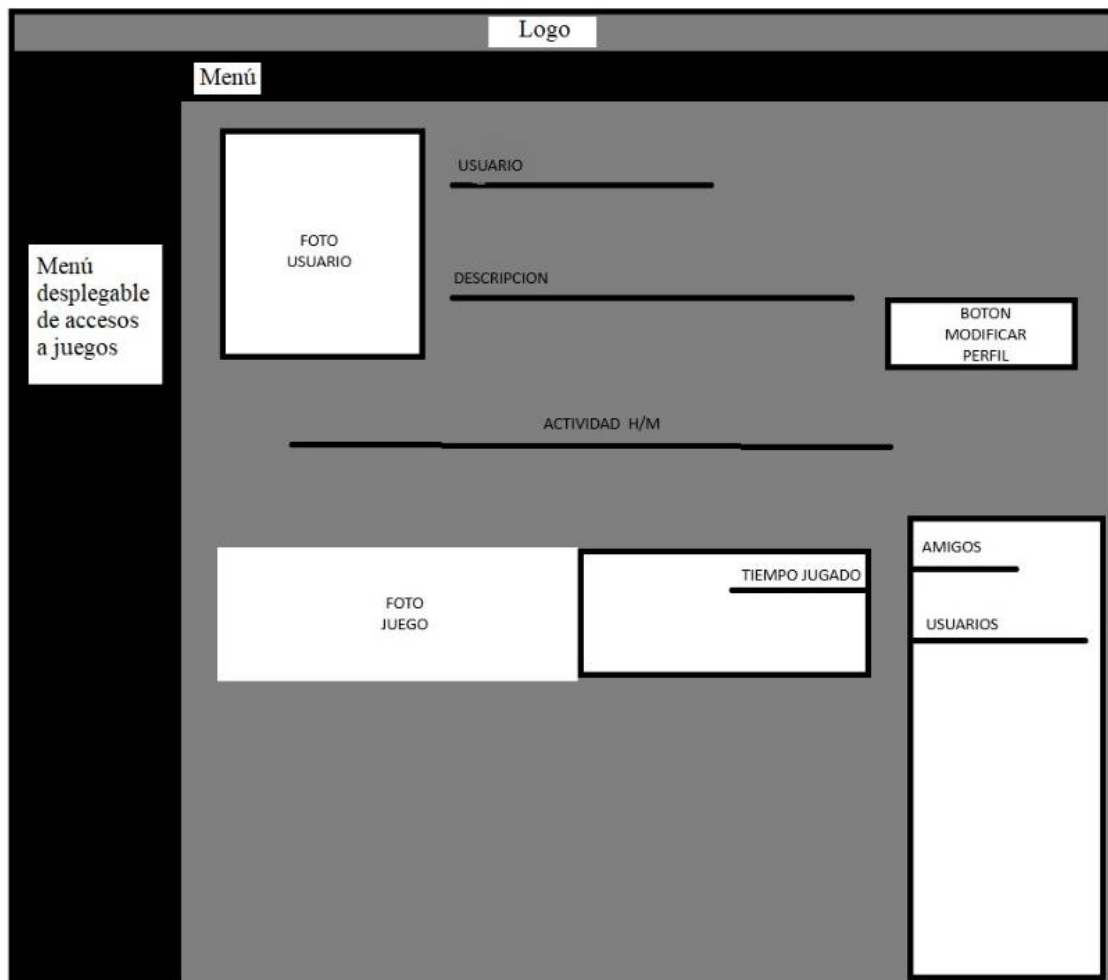 Logo
Menú
USUARIO
FOTO
USUARIO
DESCRIPCION
Menú
desplegable
de accesos
a juegos
BOTON
MODIFICAR
PERFIL
ACTIVIDAD H/M
AMIGOS
TIEMPO JUGADO
FOTO
JUEGO
USUARIOS